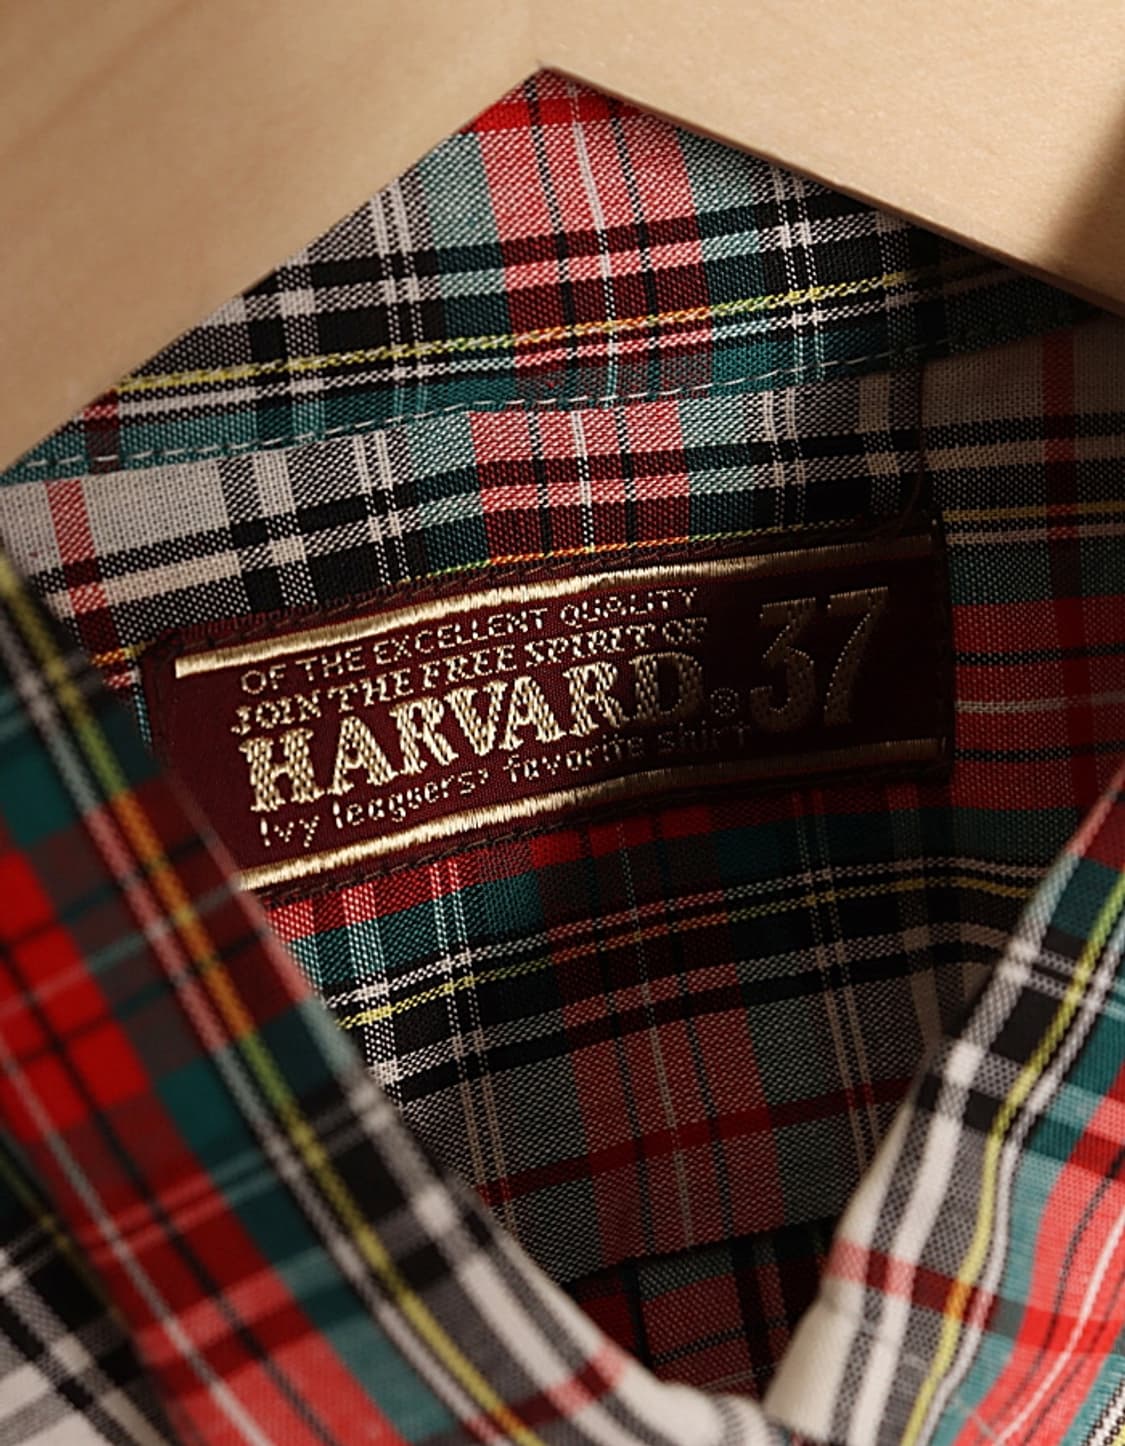 OF THE EXCELLENT QUALITY
JOIN THE FREE SPIRIT OF
HARVARD® 37
Ivy leaguers' favorite shirt